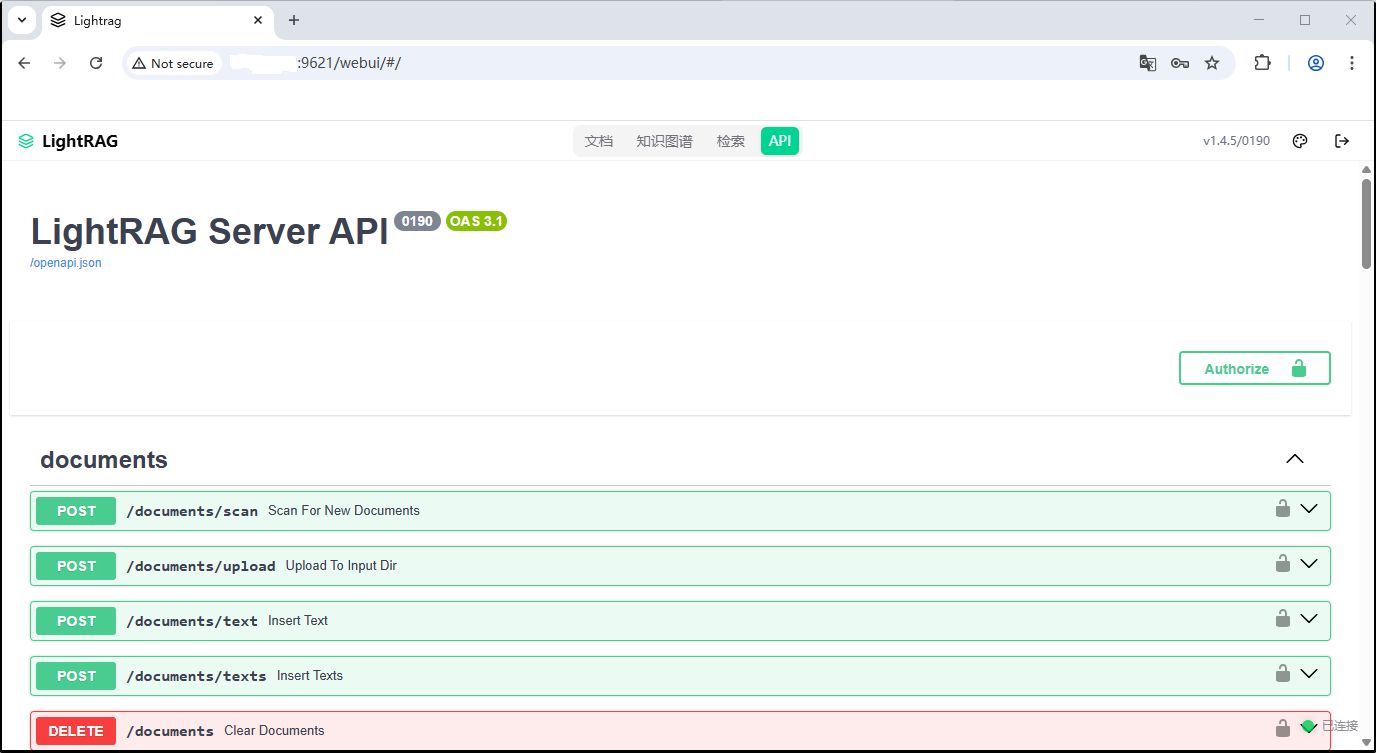 Lightrag
Not secure :9621/webui/#/
LightRAG 文档 知识图谱 检索 API v1.4.5/0190
LightRAG Server API 0190 OAS 3.1
/openapi.json
Authorize
documents
POST /documents/scan Scan For New Documents
POST /documents/upload Upload To Input Dir
POST /documents/text Insert Text
POST /documents/texts Insert Texts
DELETE /documents Clear Documents 已连接